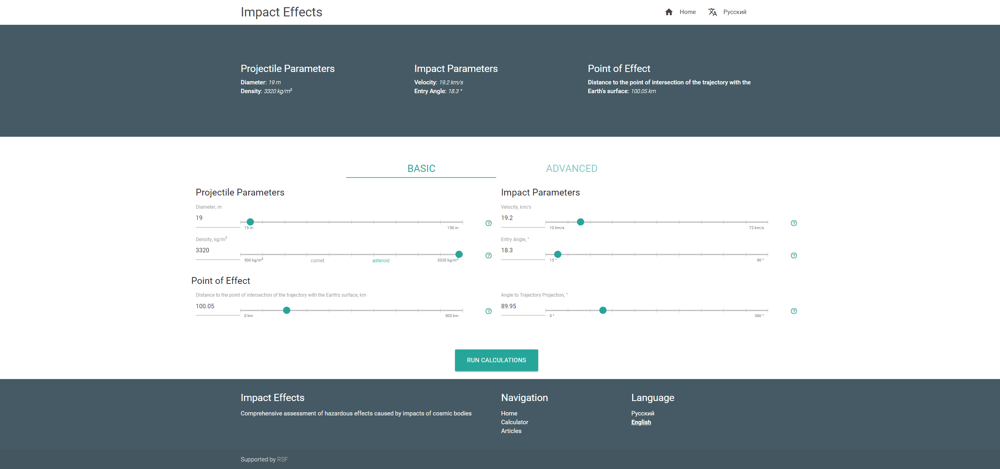 Impact Effects
Home
Русский
Projectile Parameters
Diameter: 19 m
Density: 3320 kg/m³
Impact Parameters
Velocity: 19.2 km/s
Entry Angle: 18.3 °
Point of Effect
Distance to the point of intersection of the trajectory with the
Earth's surface: 100.05 km
BASIC
ADVANCED
Projectile Parameters
Diameter, m
19
15 m
150 m
Density, kg/m³
3320
500 kg/m³
comet
asteroid
3320 kg/m³
Impact Parameters
Velocity, km/s
19.2
10 km/s
72 km/s
Entry Angle, °
18.3
15 °
90 °
Point of Effect
Distance to the point of intersection of the trajectory with the Earth's surface, km
100.05
0 km
500 km
Angle to Trajectory Projection, °
89.95
0 °
360 °
RUN CALCULATIONS
Impact Effects
Comprehensive assessment of hazardous effects caused by impacts of cosmic bodies
Navigation
Home
Calculator
Articles
Language
Русский
English
Supported by RSF